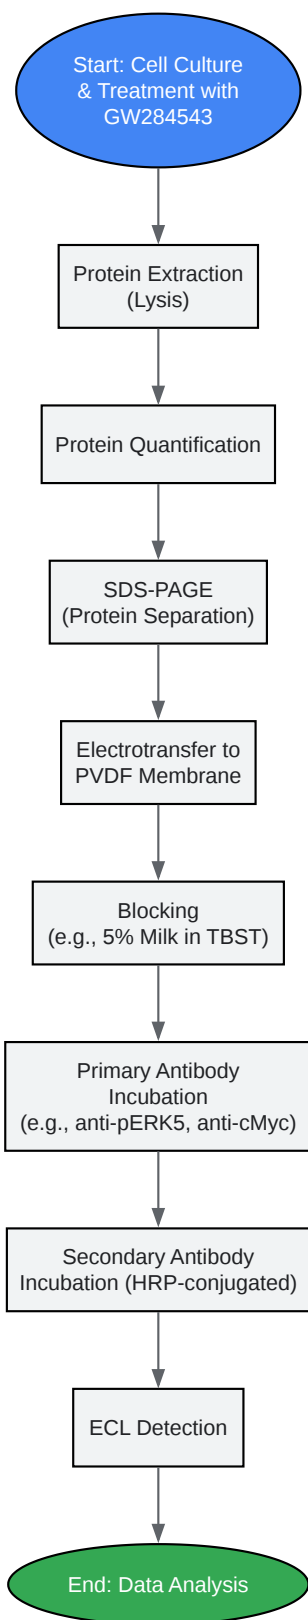 Start: Cell Culture
& Treatment with
GW284543
Protein Extraction
(Lysis)
Protein Quantification
SDS-PAGE
(Protein Separation)
Electrotransfer to
PVDF Membrane
Blocking
(e.g., 5% Milk in TBST)
Primary Antibody
Incubation
(e.g., anti-pERK5, anti-cMyc)
Secondary Antibody
Incubation (HRP-conjugated)
ECL Detection
End: Data Analysis